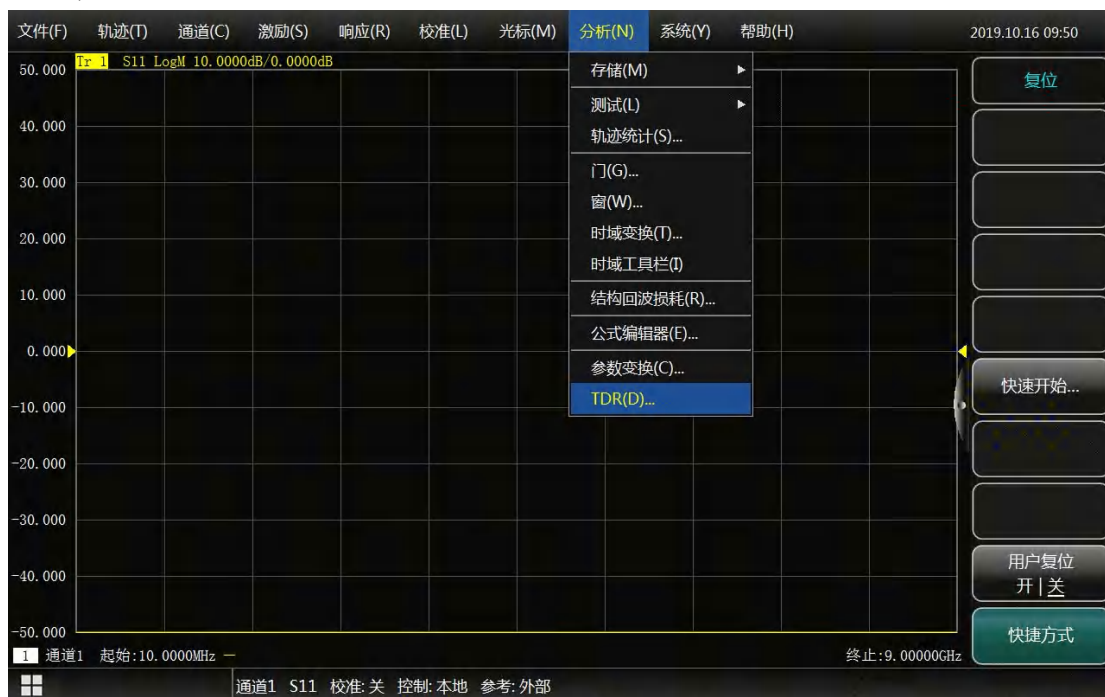 文件(F) 轨迹(T) 通道(C) 激励(S) 响应(R) 校准(L) 光标(M) 分析(N) 系统(Y) 帮助(H) 2019.10.16 09:50
Tr 1 S11 LogM 10.0000dB/0.0000dB
50.000
40.000
30.000
20.000
10.000
0.000
-10.000
-20.000
-30.000
-40.000
-50.000
存储(M)
测试(L)
轨迹统计(S)...
门(G)...
窗(W)...
时域变换(T)...
时域工具栏(I)
结构回波损耗(R)...
公式编辑器(E)...
参数变换(C)...
TDR(D)...
复位
快速开始...
用户复位
开|关
快捷方式
1 通道1 起始:10.0000MHz 终止:9.00000GHz
通道1 S11 校准:关 控制:本地 参考:外部